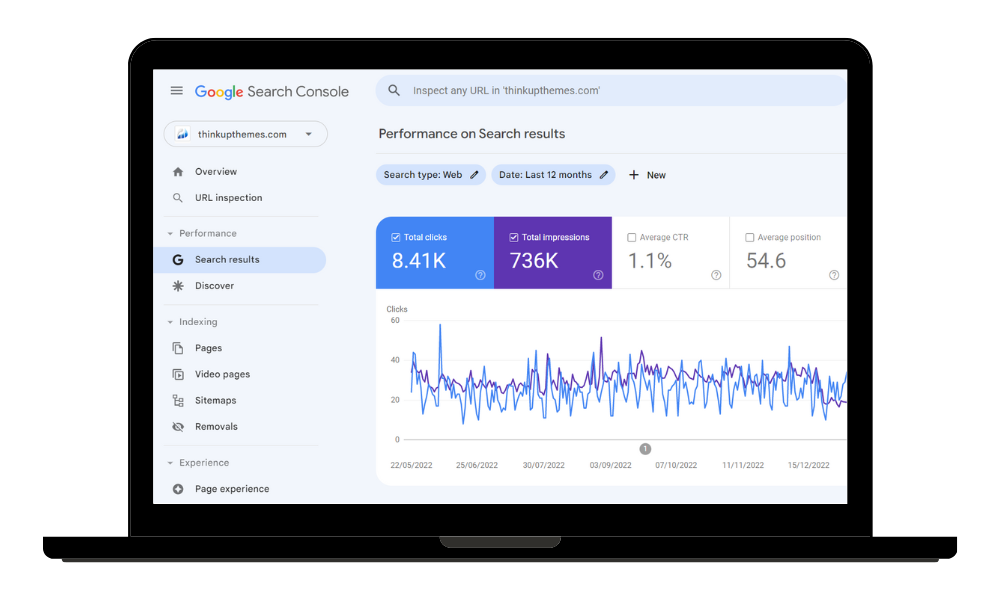 Google Search Console
Inspect any URL in 'thinkupthemes.com'
thinkupthemes.com
Overview
URL inspection
Performance
Search results
Discover
Indexing
Pages
Video pages
Sitemaps
Removals
Experience
Page experience
Performance on Search results
Search type: Web
Date: Last 12 months
New
Total clicks
8.41K
Total impressions
736K
Average CTR
1.1%
Average position
54.6
Clicks
60
40
20
0
1
22/05/2022
25/06/2022
30/07/2022
03/09/2022
07/10/2022
11/11/2022
15/12/2022